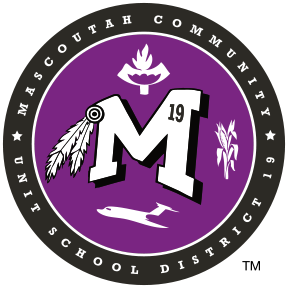 MASCOUTAH COMMUNITY
M
19
UNIT SCHOOL DISTRICT 19
TM